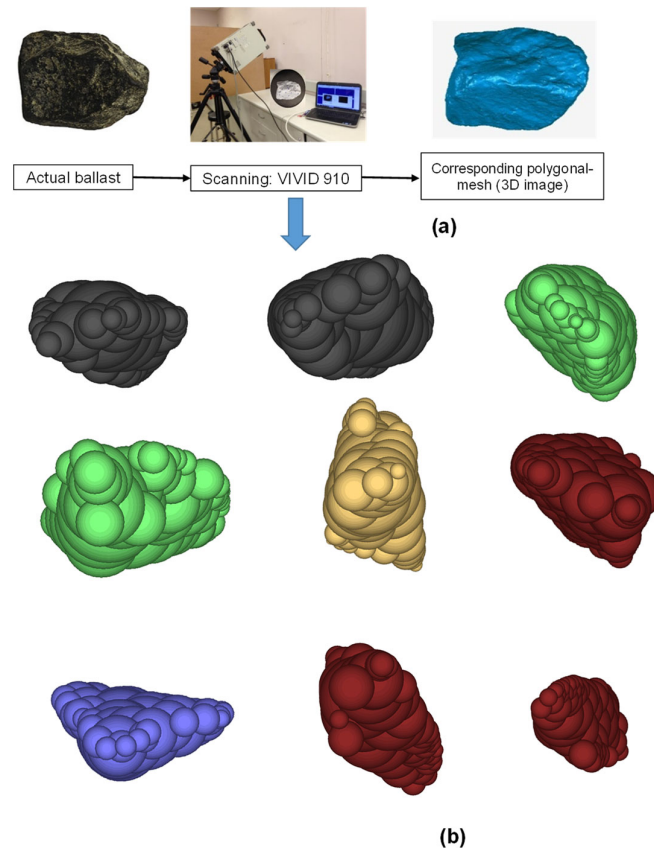 Actual ballast
Scanning: VIVID 910
Corresponding polygonal-
mesh (3D image)
(a)
(b)